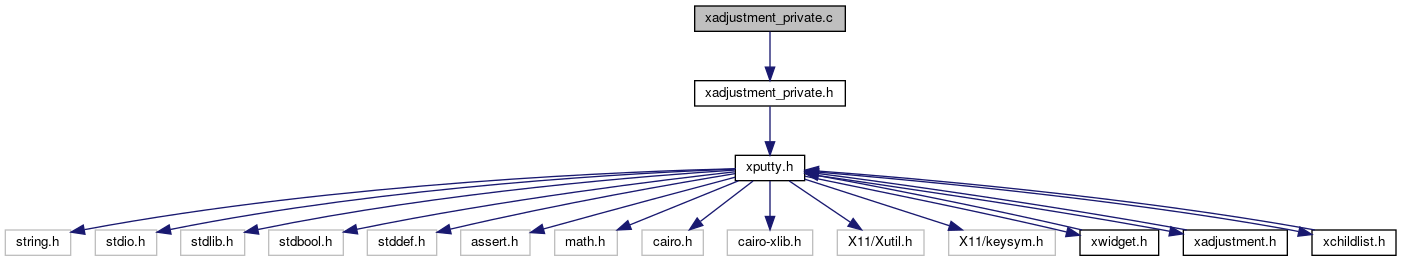 xadjustment_private.c
xadjustment_private.h
xputty.h
string.h
stdio.h
stdlib.h
stdbool.h
stddef.h
assert.h
math.h
cairo.h
cairo-xlib.h
X11/Xutil.h
X11/keysym.h
xwidget.h
xadjustment.h
xchildlist.h